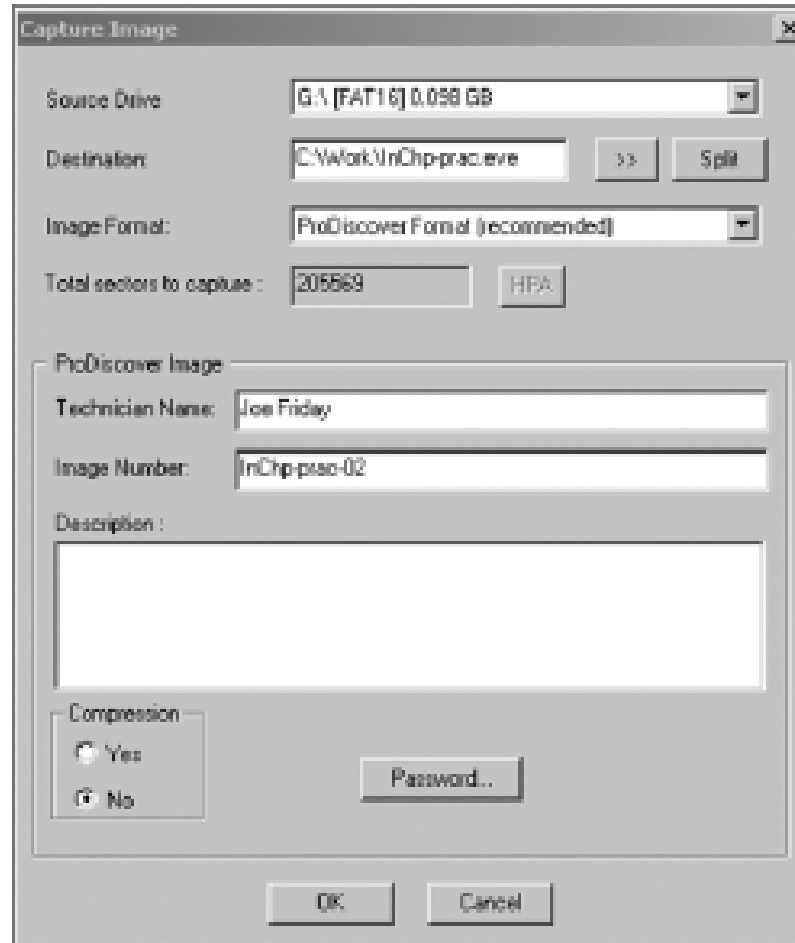 Capture Image
Source Drive G:\ [FAT16] 0.098 GB
Destination: C:\Work\InChp-prac.eve >> Split
Image Format: ProDiscover Format (recommended)
Total sectors to capture : 205569 HPA
ProDiscover Image
Technician Name: Joe Friday
Image Number: InChp-prac-02
Description :
Compression
Yes
No
Password...
OK
Cancel